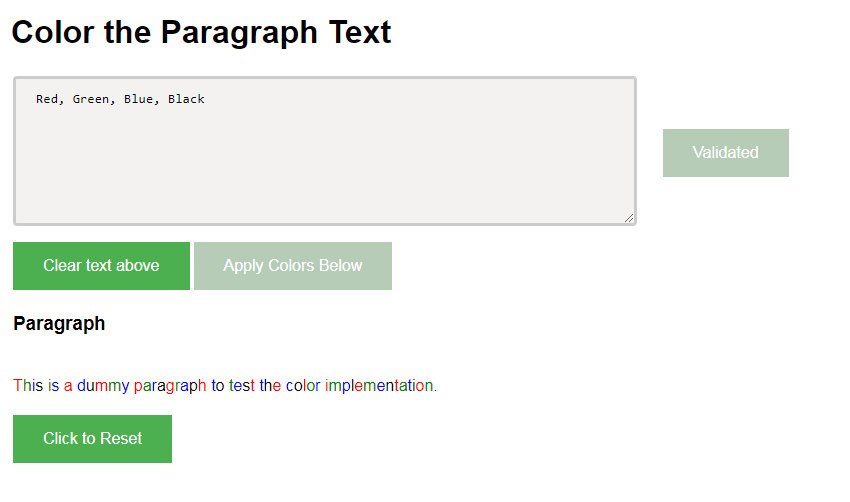 Color the Paragraph Text
Red, Green, Blue, Black
Validated
Clear text above
Apply Colors Below
Paragraph
This is a dummy paragraph to test the color implementation.
Click to Reset